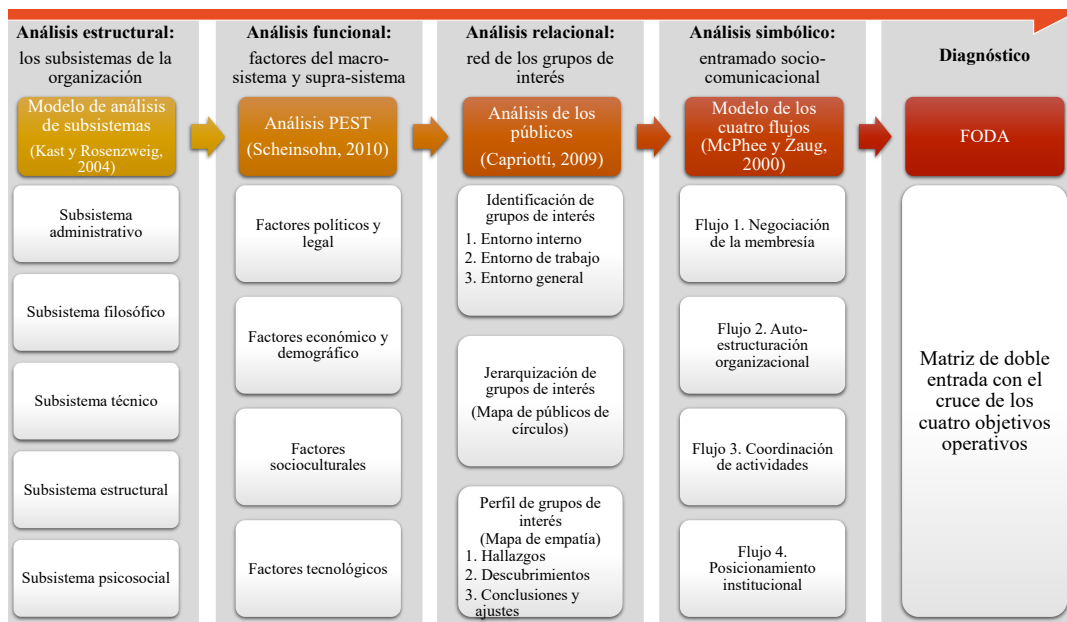 Análisis estructural:
los subsistemas de la
organización
Modelo de análisis
de subsistemas
(Kast y Rosenzweig,
2004)
Subsistema
administrativo
Subsistema filosófico
Subsistema técnico
Subsistema estructural
Subsistema psicosocial
Análisis funcional:
factores del macro-
sistema y supra-sistema
Análisis PEST
(Scheinsohn, 2010)
Factores políticos y
legal
Factores económico y
demográfico
Factores
socioculturales
Factores tecnológicos
Análisis relacional:
red de los grupos de
interés
Análisis de los
públicos
(Capriotti, 2009)
Identificación de
grupos de interés
1. Entorno interno
2. Entorno de trabajo
3. Entorno general
Jerarquización de
grupos de interés
(Mapa de públicos de
círculos)
Perfil de grupos de
interés
(Mapa de empatía)
1. Hallazgos
2. Descubrimientos
3. Conclusiones y
ajustes
Análisis simbólico:
entramado socio-
comunicacional
Modelo de los
cuatro flujos
(McPhee y Zaug,
2000)
Flujo 1. Negociación
de la membresía
Flujo 2. Auto-
estructuración
organizacional
Flujo 3. Coordinación
de actividades
Flujo 4.
Posicionamiento
institucional
Diagnóstico
FODA
Matriz de doble
entrada con el
cruce de los
cuatro objetivos
operativos